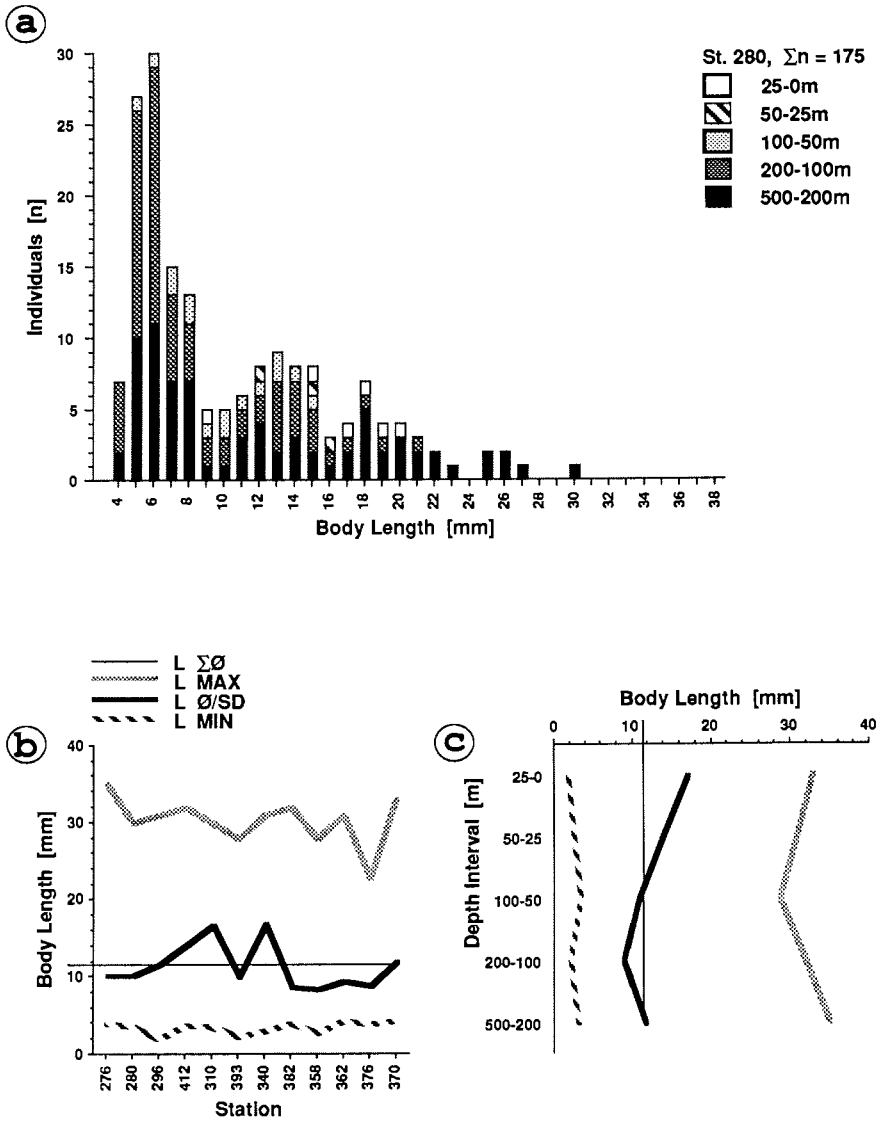 a
St. 280, Σn = 175
25-0m
50-25m
100-50m
200-100m
500-200m
Individuals [n]
30
25
20
15
10
5
0
4 6 8 10 12 14 16 18 20 22 24 26 28 30 32 34 36 38
Body Length [mm]
L ΣØ
L MAX
L Ø/SD
L MIN
b
Body Length [mm]
40
30
20
10
0
276 280 296 412 310 393 340 382 358 362 376 370
Station
c
Body Length [mm]
0 10 20 30 40
Depth Interval [m]
25-0
50-25
100-50
200-100
500-200